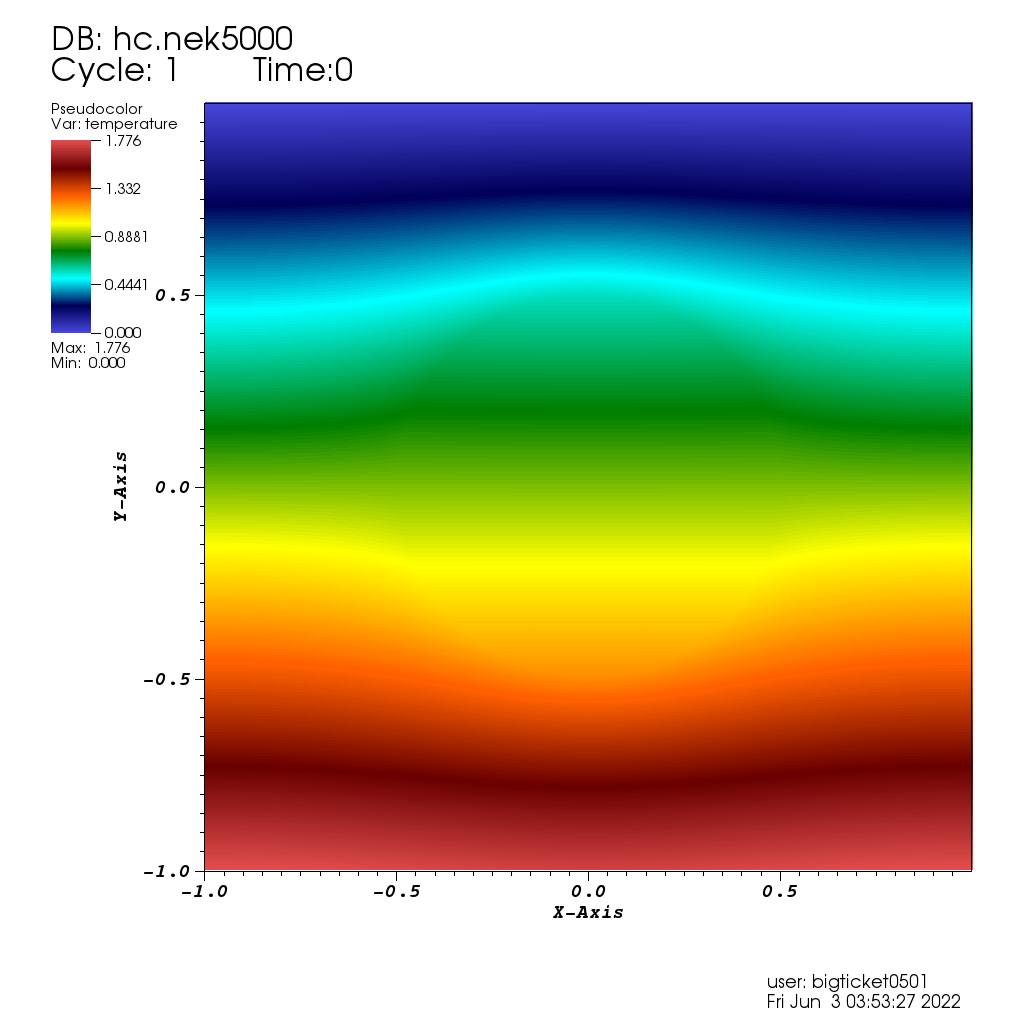 DB: hc.nek5000
Cycle: 1 Time:0
Pseudocolor
Var: temperature
1.776
1.332
0.8881
0.4441
0.000
Max: 1.776
Min: 0.000
0.5
0.0
-0.5
-1.0
Y-Axis
-1.0 -0.5 0.0 0.5
X-Axis
user: bigticket0501
Fri Jun 3 03:53:27 2022